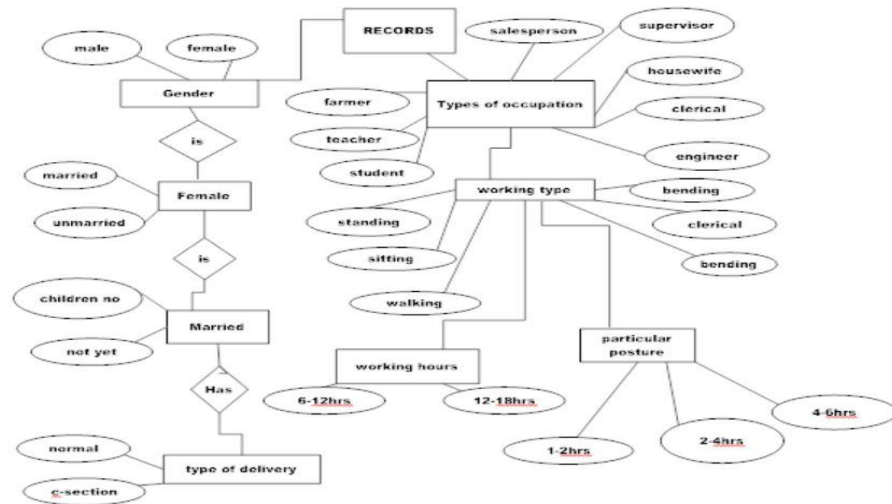 RECORDS
salesperson
supervisor
male
female
Gender
housewife
farmer
Types of occupation
clerical
teacher
is
student
engineer
married
Female
working type
bending
unmarried
standing
clerical
sitting
is
bending
children no
walking
Married
not yet
working hours
particular
posture
Has
6-12hrs
12-18hrs
4-6hrs
normal
1-2hrs
2-4hrs
type of delivery
c-section